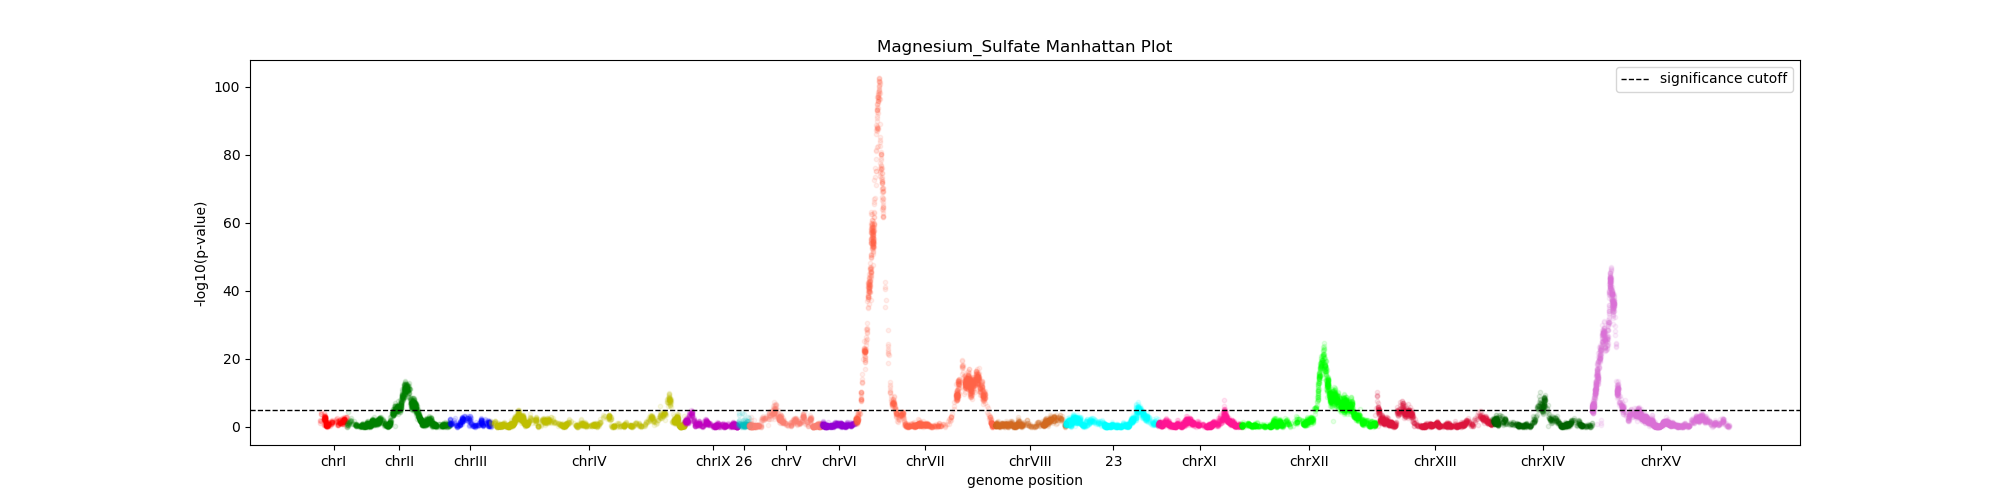 Magnesium_Sulfate Manhattan Plot
significance cutoff
-log10(p-value)
100
80
60
40
20
0
chrI chrII chrIII chrIV chrIX 26 chrV chrVI chrVII chrVIII 23 chrXI chrXII chrXIII chrXIV chrXV
genome position